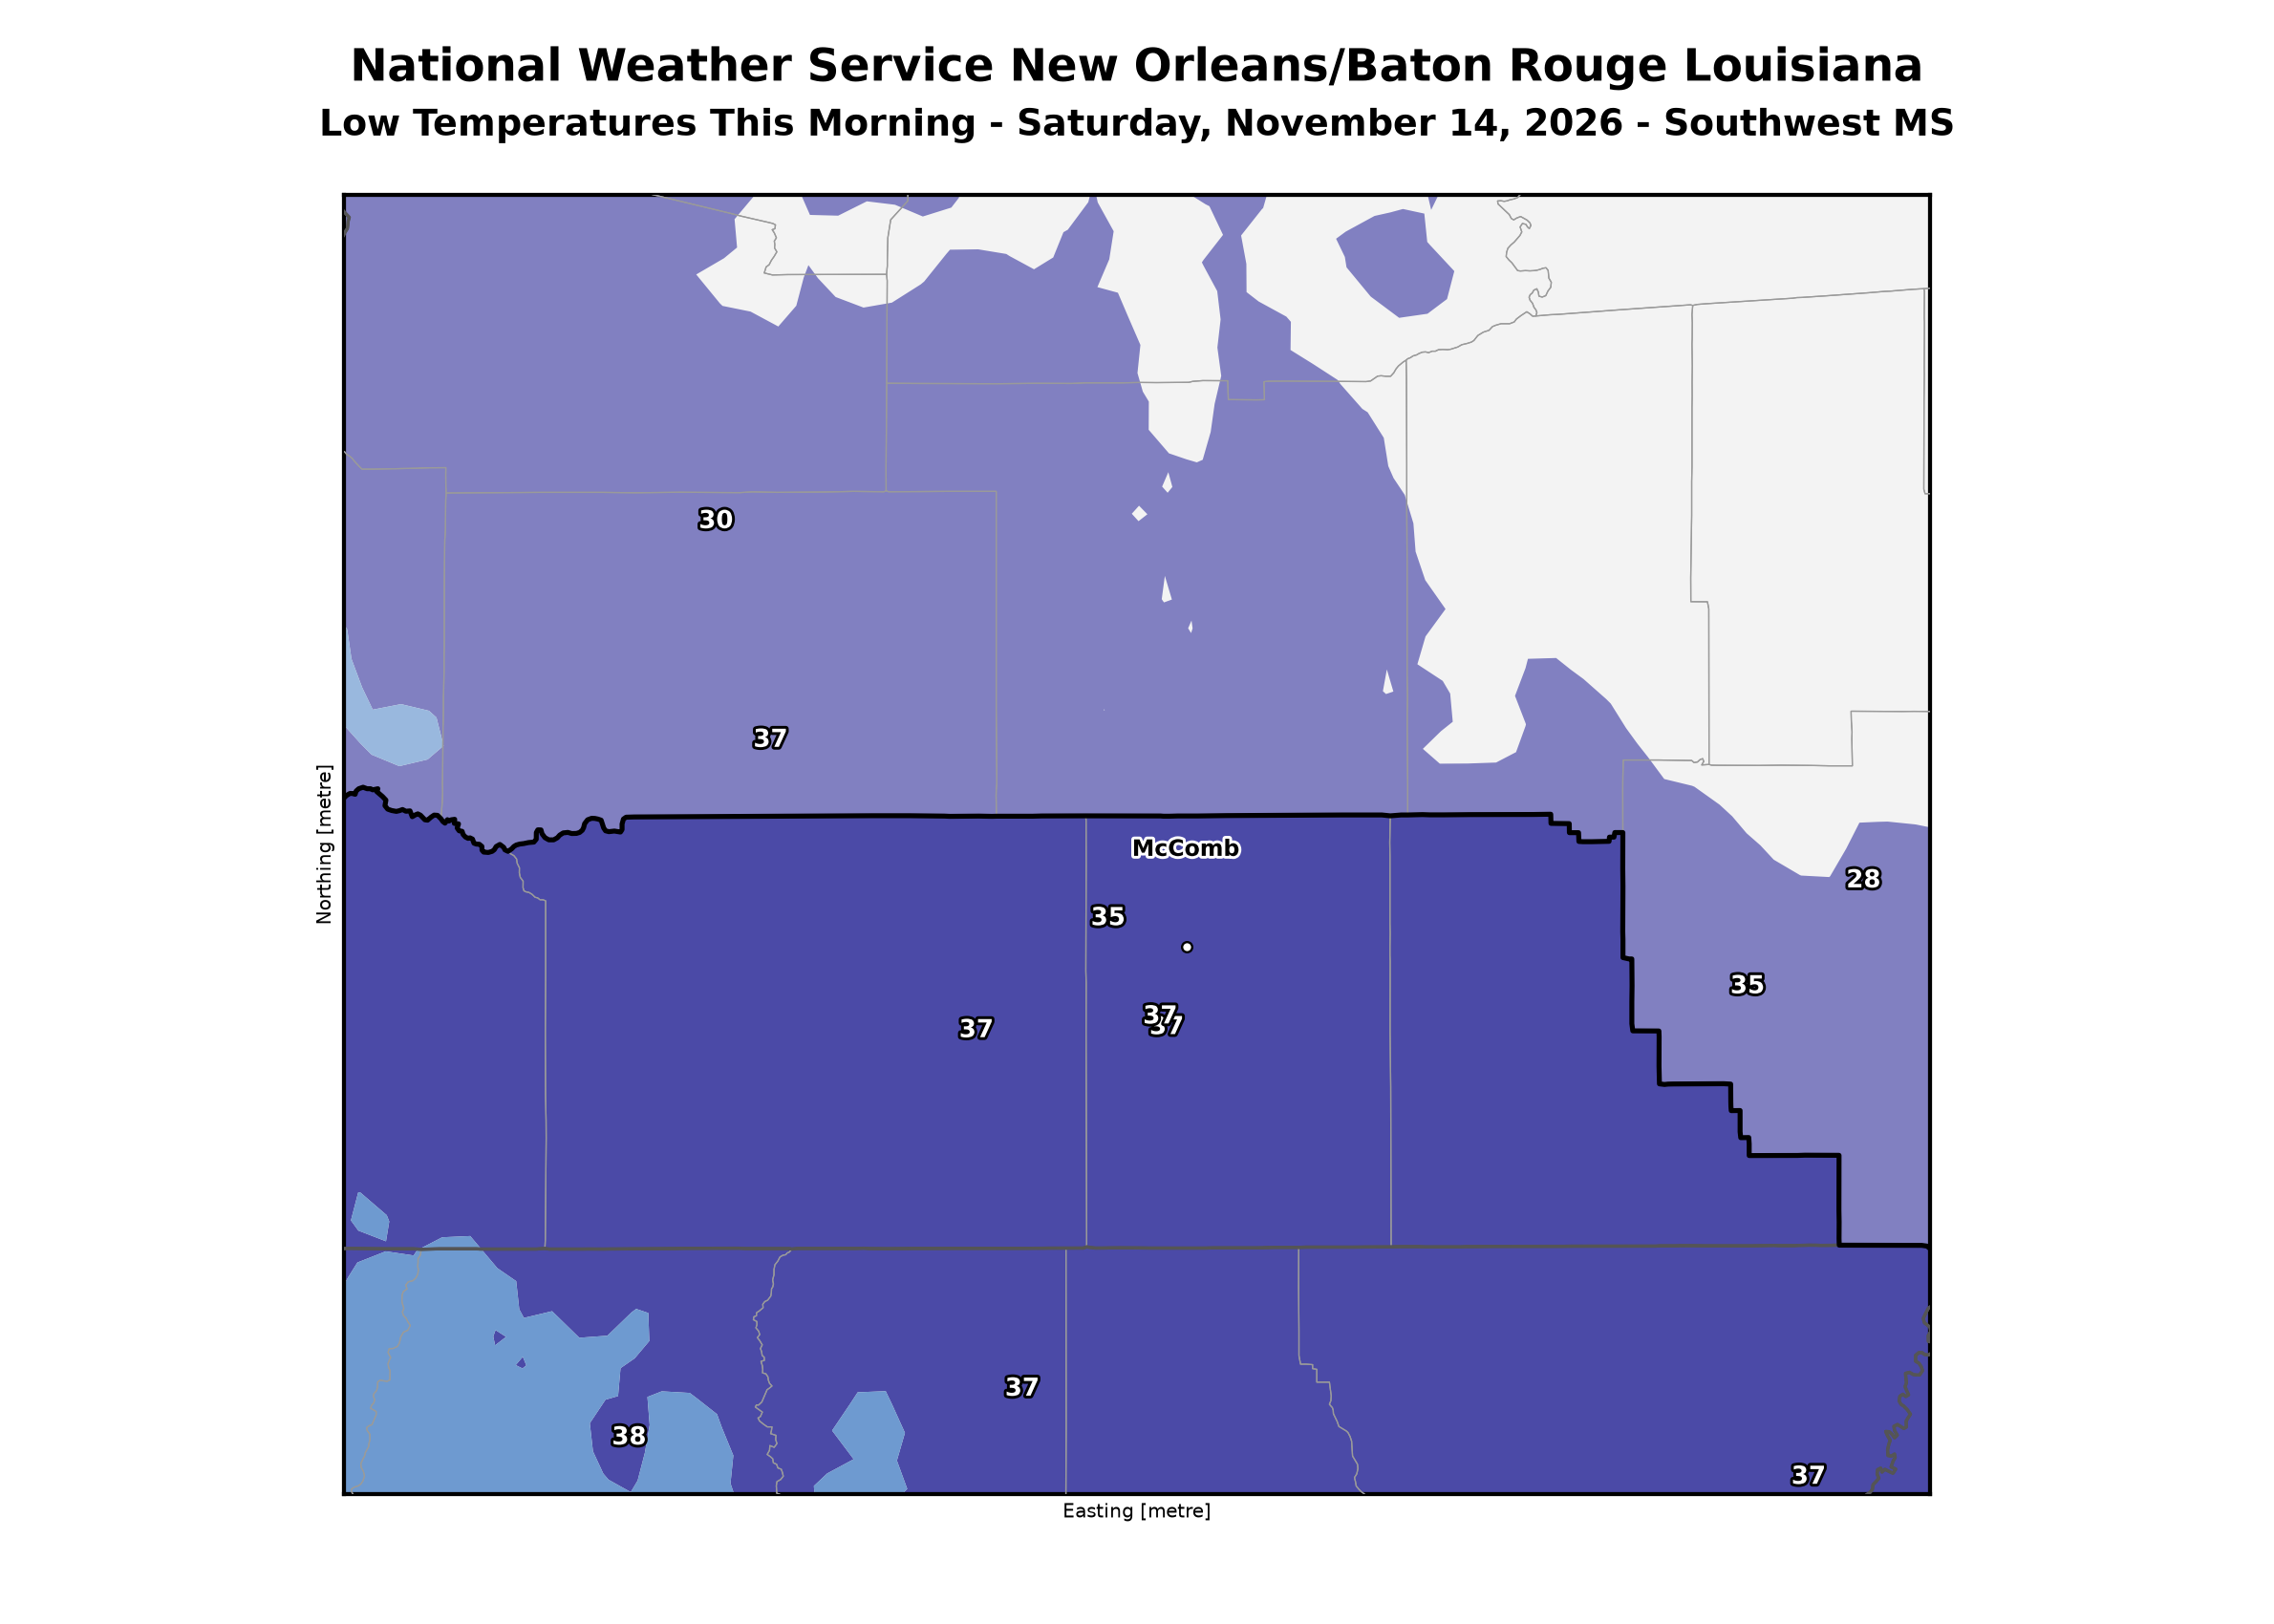 National Weather Service New Orleans/Baton Rouge Louisiana
Low Temperatures This Morning - Saturday, November 14, 2026 - Southwest MS
30
37
Northing [metre]
McComb
28
35
35
37
37
37
37
38
37
Easting [metre]